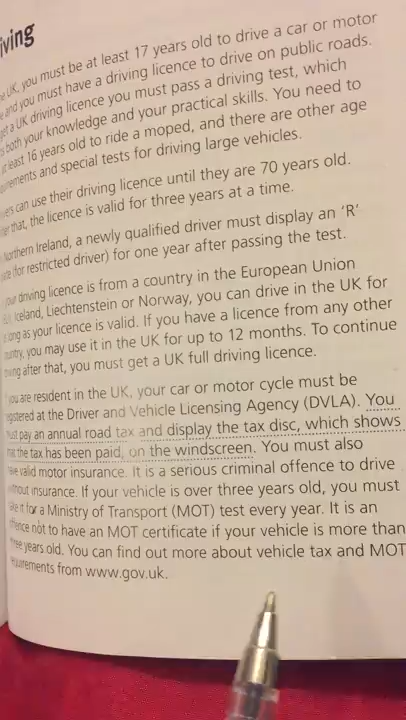 iving
UK, you must be at least 17 years old to drive a car or motor
and you must have a driving licence to drive on public roads.
get a UK driving licence you must pass a driving test, which
both your knowledge and your practical skills. You need to
at least 16 years old to ride a moped, and there are other age
and special tests for driving large vehicles.
can use their driving licence until they are 70 years old.
that, the licence is valid for three years at a time.
Northern Ireland, a newly qualified driver must display an ‘R’
(for restricted driver) for one year after passing the test.
your driving licence is from a country in the European Union
Iceland, Liechtenstein or Norway, you can drive in the UK for
long as your licence is valid. If you have a licence from any other
you may use it in the UK for up to 12 months. To continue
after that, you must get a UK full driving licence.
you are resident in the UK, your car or motor cycle must be
registered at the Driver and Vehicle Licensing Agency (DVLA). You
must pay an annual road tax and display the tax disc, which shows
that the tax has been paid, on the windscreen. You must also
have valid motor insurance. It is a serious criminal offence to drive
without insurance. If your vehicle is over three years old, you must
take it for a Ministry of Transport (MOT) test every year. It is an
offence not to have an MOT certificate if your vehicle is more than
three years old. You can find out more about vehicle tax and MOT
requirements from www.gov.uk.